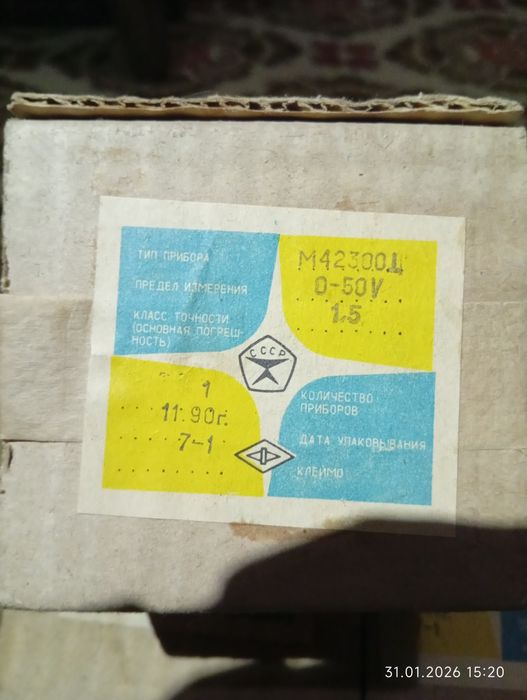 ТИП ПРИБОРА
М42300.Ц
ПРЕДЕЛ ИЗМЕРЕНИЯ
0-50V
КЛАСС ТОЧНОСТИ
(ОСНОВНАЯ ПОГРЕШ-
НОСТЬ)
1.5
СССР
КОЛИЧЕСТВО
ПРИБОРОВ
1
ДАТА УПАКОВЫВАНИЯ
11.90г.
КЛЕЙМО
7-1
31.01.2026 15:20